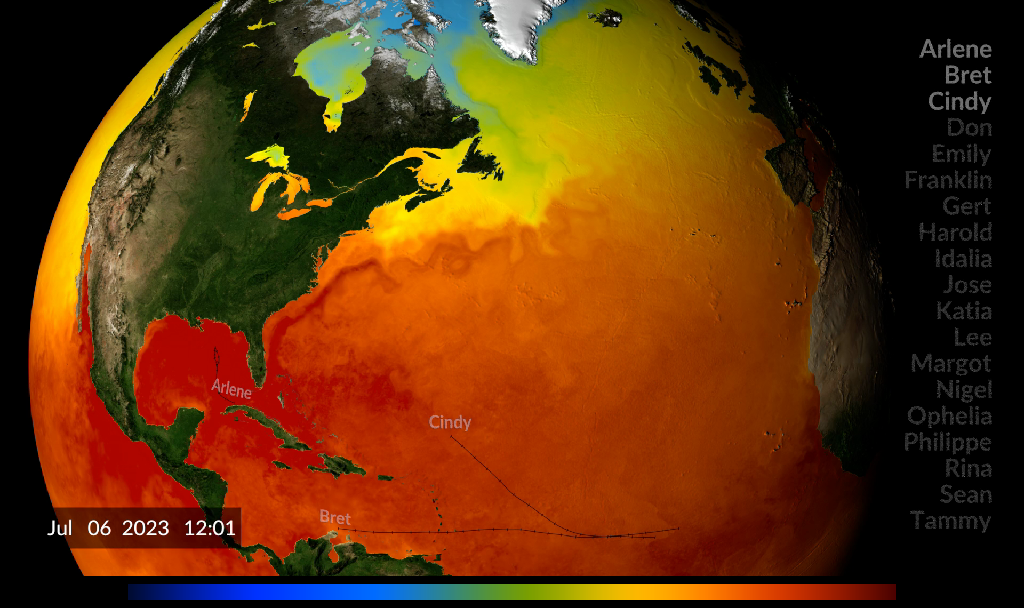 Arlene
Bret
Cindy
Don
Emily
Franklin
Gert
Harold
Idalia
Jose
Katia
Lee
Margot
Nigel
Ophelia
Philippe
Rina
Sean
Tammy
Arlene
Cindy
Bret
Jul 06 2023 12:01